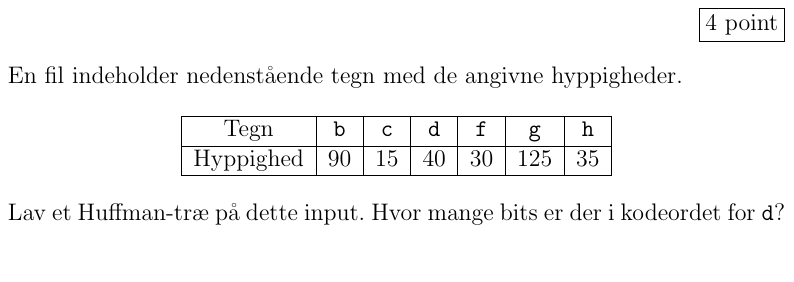 4 point
En fil indeholder nedenstående tegn med de angivne hyppigheder.
Tegn b c d f g h
Hyppighed 90 15 40 30 125 35
Lav et Huffman-træ på dette input. Hvor mange bits er der i kodeordet for d?